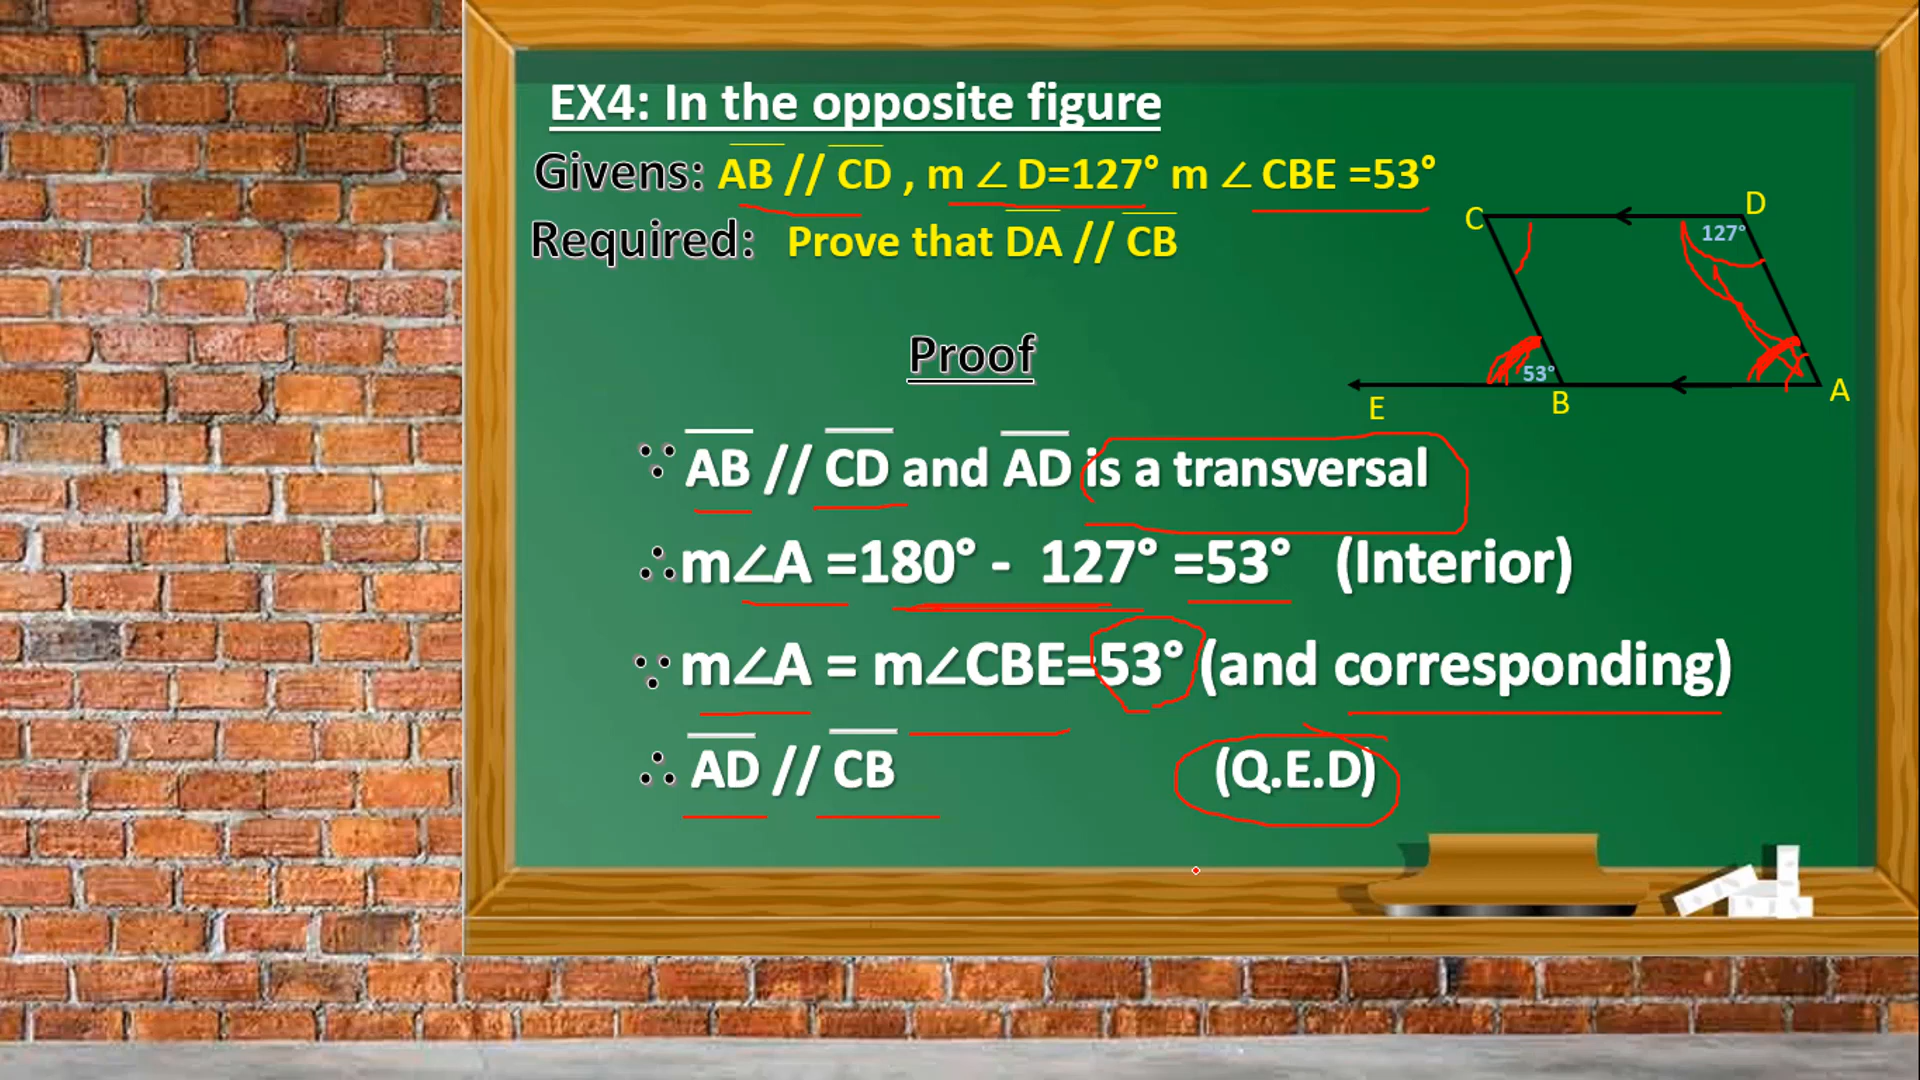 EX4: In the opposite figure
Givens: AB // CD , m ∠ D=127° m ∠ CBE =53°
Required: Prove that DA // CB
C
D
127°
53°
E
B
A
Proof
∵ AB // CD and AD is a transversal
∴ m∠A =180° - 127° =53° (Interior)
∵ m∠A = m∠CBE=53° (and corresponding)
∴ AD // CB (Q.E.D)